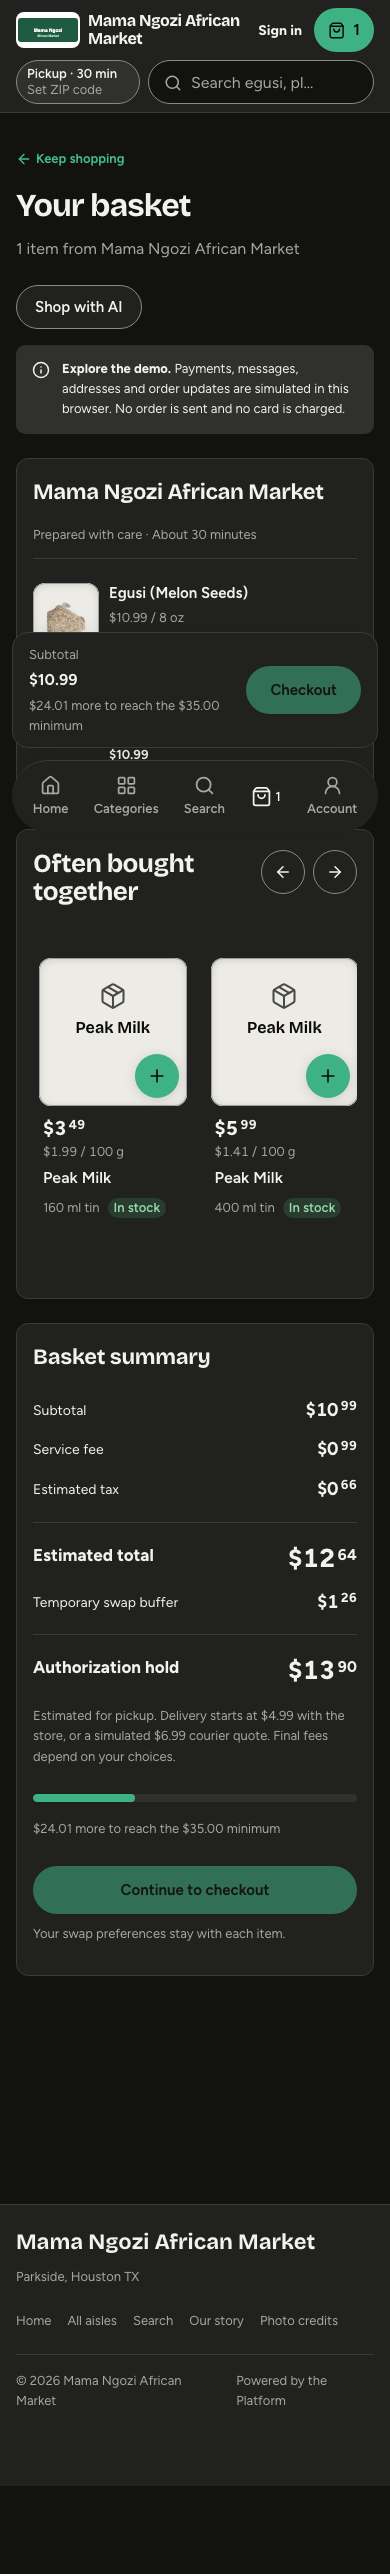 Mama Ngozi
African Market
Mama Ngozi African
Market
Sign in
1
Pickup · 30 min
Set ZIP code
Search egusi, pl...
Keep shopping
Your basket
1 item from Mama Ngozi African Market
Shop with AI
Explore the demo. Payments, messages,
addresses and order updates are simulated in this
browser. No order is sent and no card is charged.
Mama Ngozi African Market
Prepared with care · About 30 minutes
Egusi (Melon Seeds)
$10.99 / 8 oz
Subtotal
$10.99
$24.01 more to reach the $35.00
minimum
Checkout
$10.99
Home
Categories
Search
1
Account
Often bought
together
Peak Milk
Peak Milk
$3 49
$1.99 / 100 g
Peak Milk
160 ml tin
In stock
$5 99
$1.41 / 100 g
Peak Milk
400 ml tin
In stock
Basket summary
Subtotal
$10 99
Service fee
$0 99
Estimated tax
$0 66
Estimated total
$12 64
Temporary swap buffer
$1 26
Authorization hold
$13 90
Estimated for pickup. Delivery starts at $4.99 with the
store, or a simulated $6.99 courier quote. Final fees
depend on your choices.
$24.01 more to reach the $35.00 minimum
Continue to checkout
Your swap preferences stay with each item.
Mama Ngozi African Market
Parkside, Houston TX
Home
All aisles
Search
Our story
Photo credits
© 2026 Mama Ngozi African
Market
Powered by the
Platform